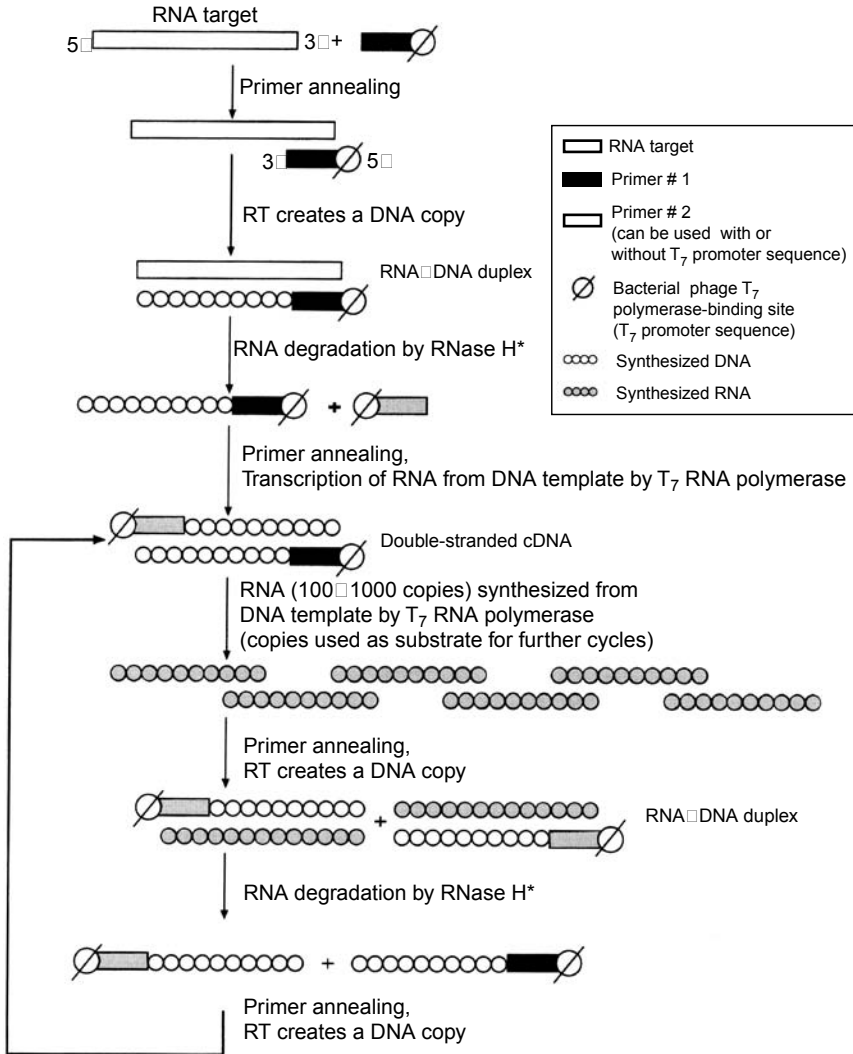 RNA target
5□ 3□+
Primer annealing
3□ 5□
RT creates a DNA copy
RNA□DNA duplex
RNA degradation by RNase H*
+
Primer annealing,
Transcription of RNA from DNA template by T7 RNA polymerase
Double-stranded cDNA
RNA (100□1000 copies) synthesized from
DNA template by T7 RNA polymerase
(copies used as substrate for further cycles)
Primer annealing,
RT creates a DNA copy
+
RNA□DNA duplex
RNA degradation by RNase H*
+
Primer annealing,
RT creates a DNA copy
RNA target
Primer # 1
Primer # 2
(can be used with or
without T7 promoter sequence)
Bacterial phage T7
polymerase-binding site
(T7 promoter sequence)
Synthesized DNA
Synthesized RNA